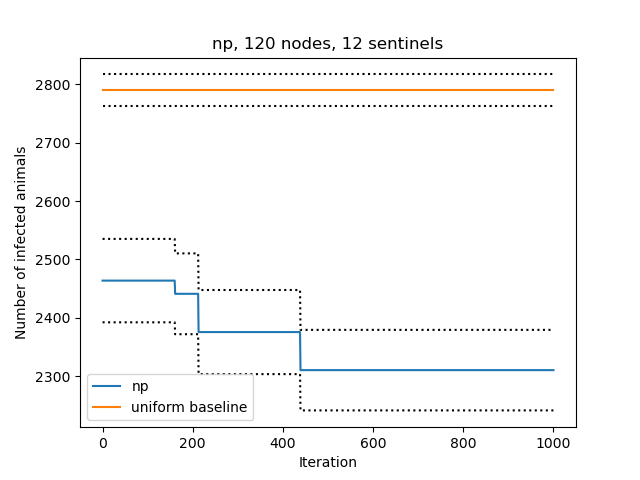 np, 120 nodes, 12 sentinels
Number of infected animals
2800
2700
2600
2500
2400
2300
np
uniform baseline
0 200 400 600 800 1000
Iteration